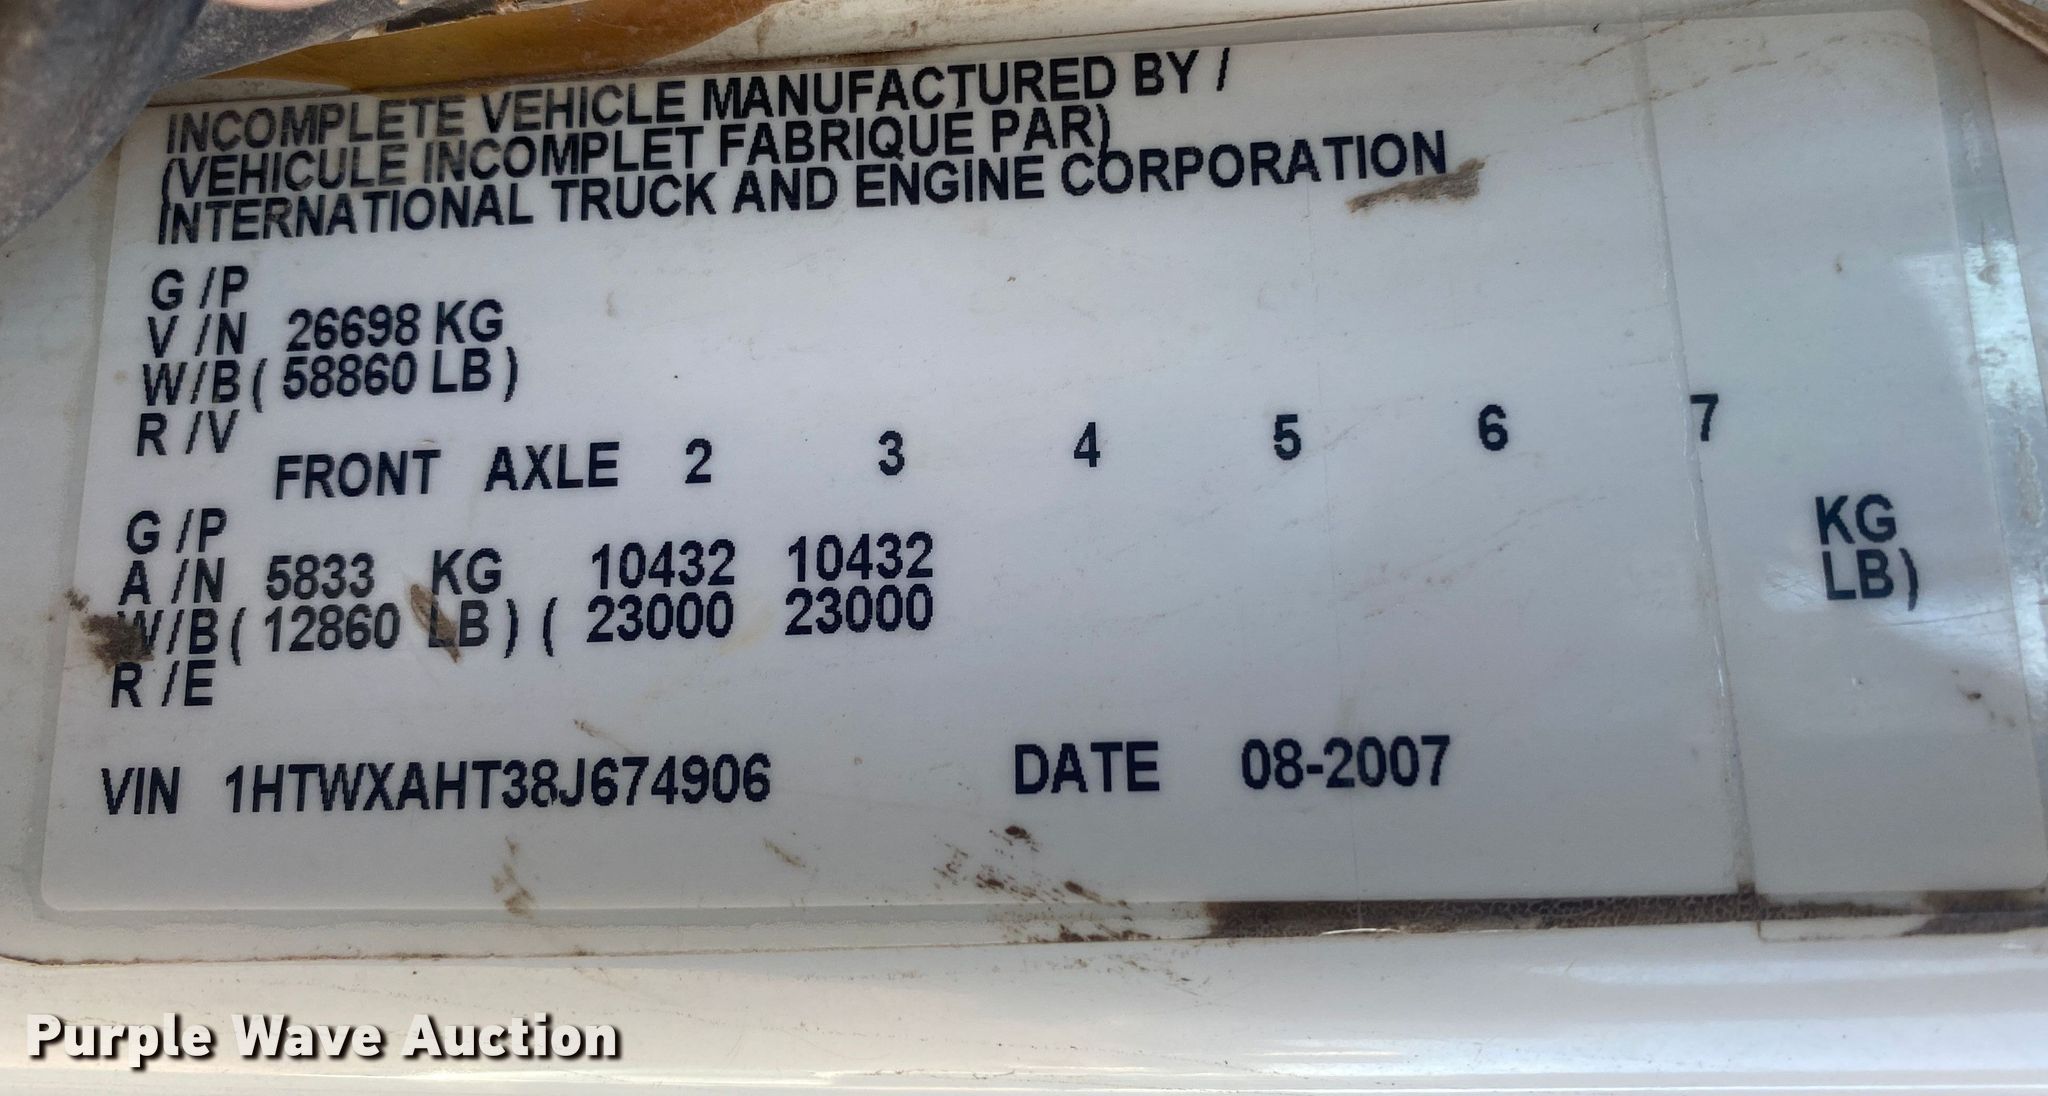 INCOMPLETE VEHICLE MANUFACTURED BY /
(VEHICULE INCOMPLET FABRIQUE PAR)
INTERNATIONAL TRUCK AND ENGINE CORPORATION
G /P
V /N 26698 KG
W/B ( 58860 LB )
R /V
FRONT AXLE 2 3 4 5 6 7
G /P
A /N 5833 KG 10432 10432 KG
W/B ( 12860 LB ) ( 23000 23000 LB )
R /E
VIN 1HTWXAHT38J674906 DATE 08-2007
Purple Wave Auction